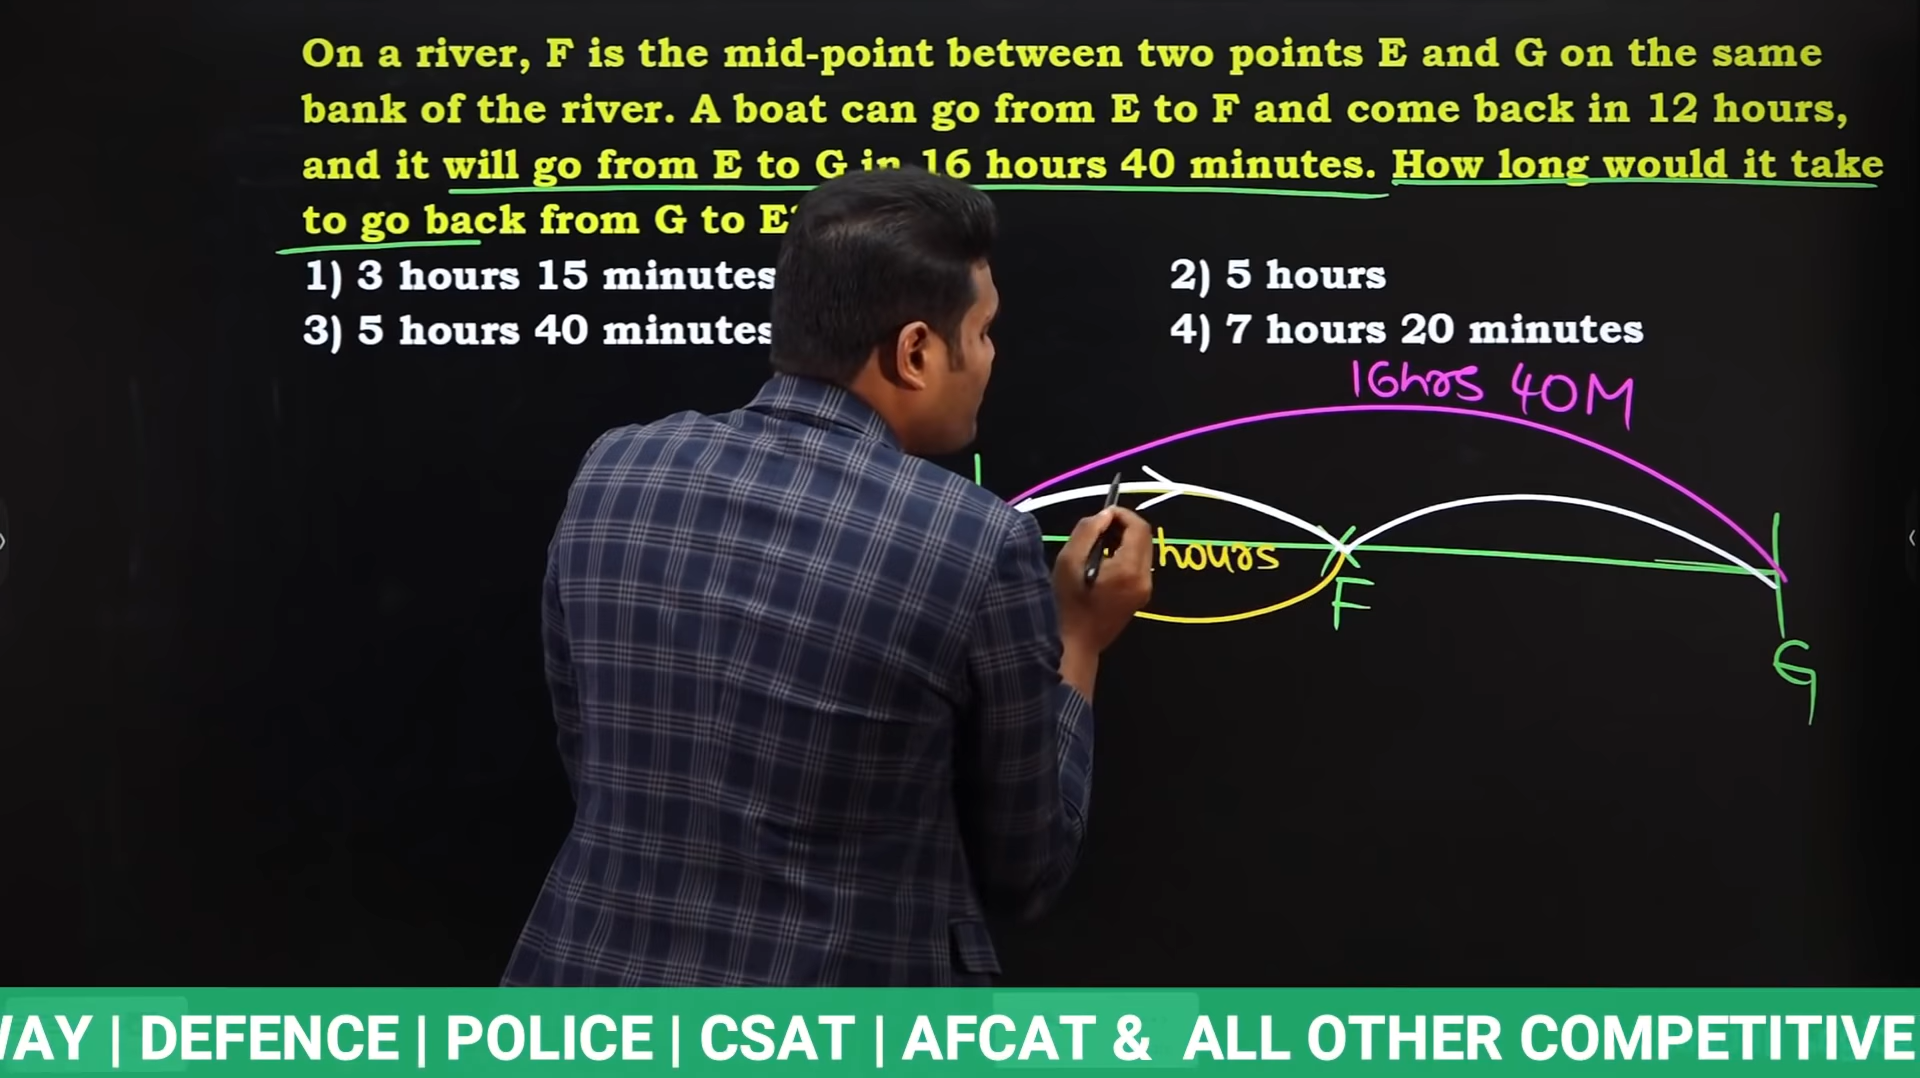 On a river, F is the mid-point between two points E and G on the same
bank of the river. A boat can go from E to F and come back in 12 hours,
and it will go from E to G in 16 hours 40 minutes. How long would it take
to go back from G to E?
1) 3 hours 15 minutes
2) 5 hours
3) 5 hours 40 minutes
4) 7 hours 20 minutes
16hrs 40M
hours
F
G
WAY | DEFENCE | POLICE | CSAT | AFCAT & ALL OTHER COMPETITIVE